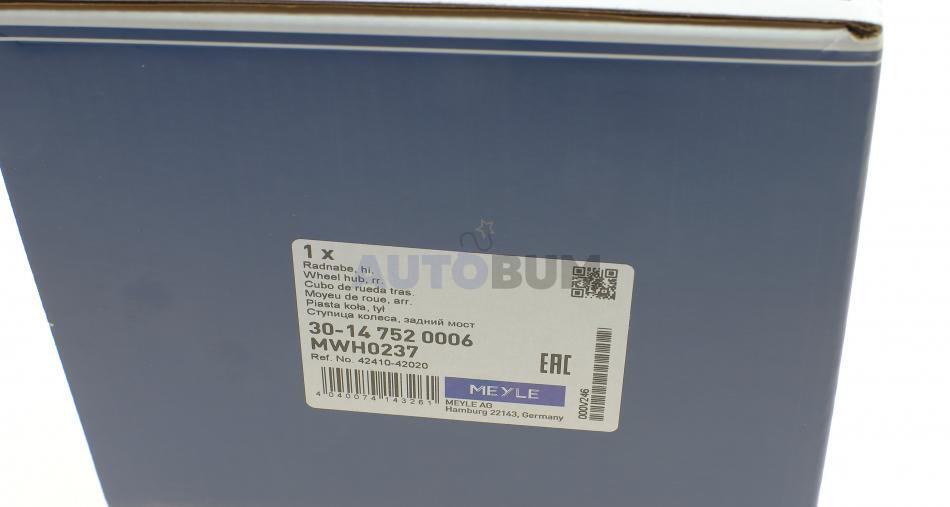 1 x
Radnabe, hi.
Wheel hub, rr.
Cubo de rueda tras.
Moyeu de roue, arr.
Piasta koła, tył
Ступица колеса, задний мост
30-14 752 0006
MWH0237
Ref. No. 42410-42020
EAC
4 040074 143261
MEYLE
MEYLE AG
Hamburg 22143, Germany
000V246
AUTOBUM